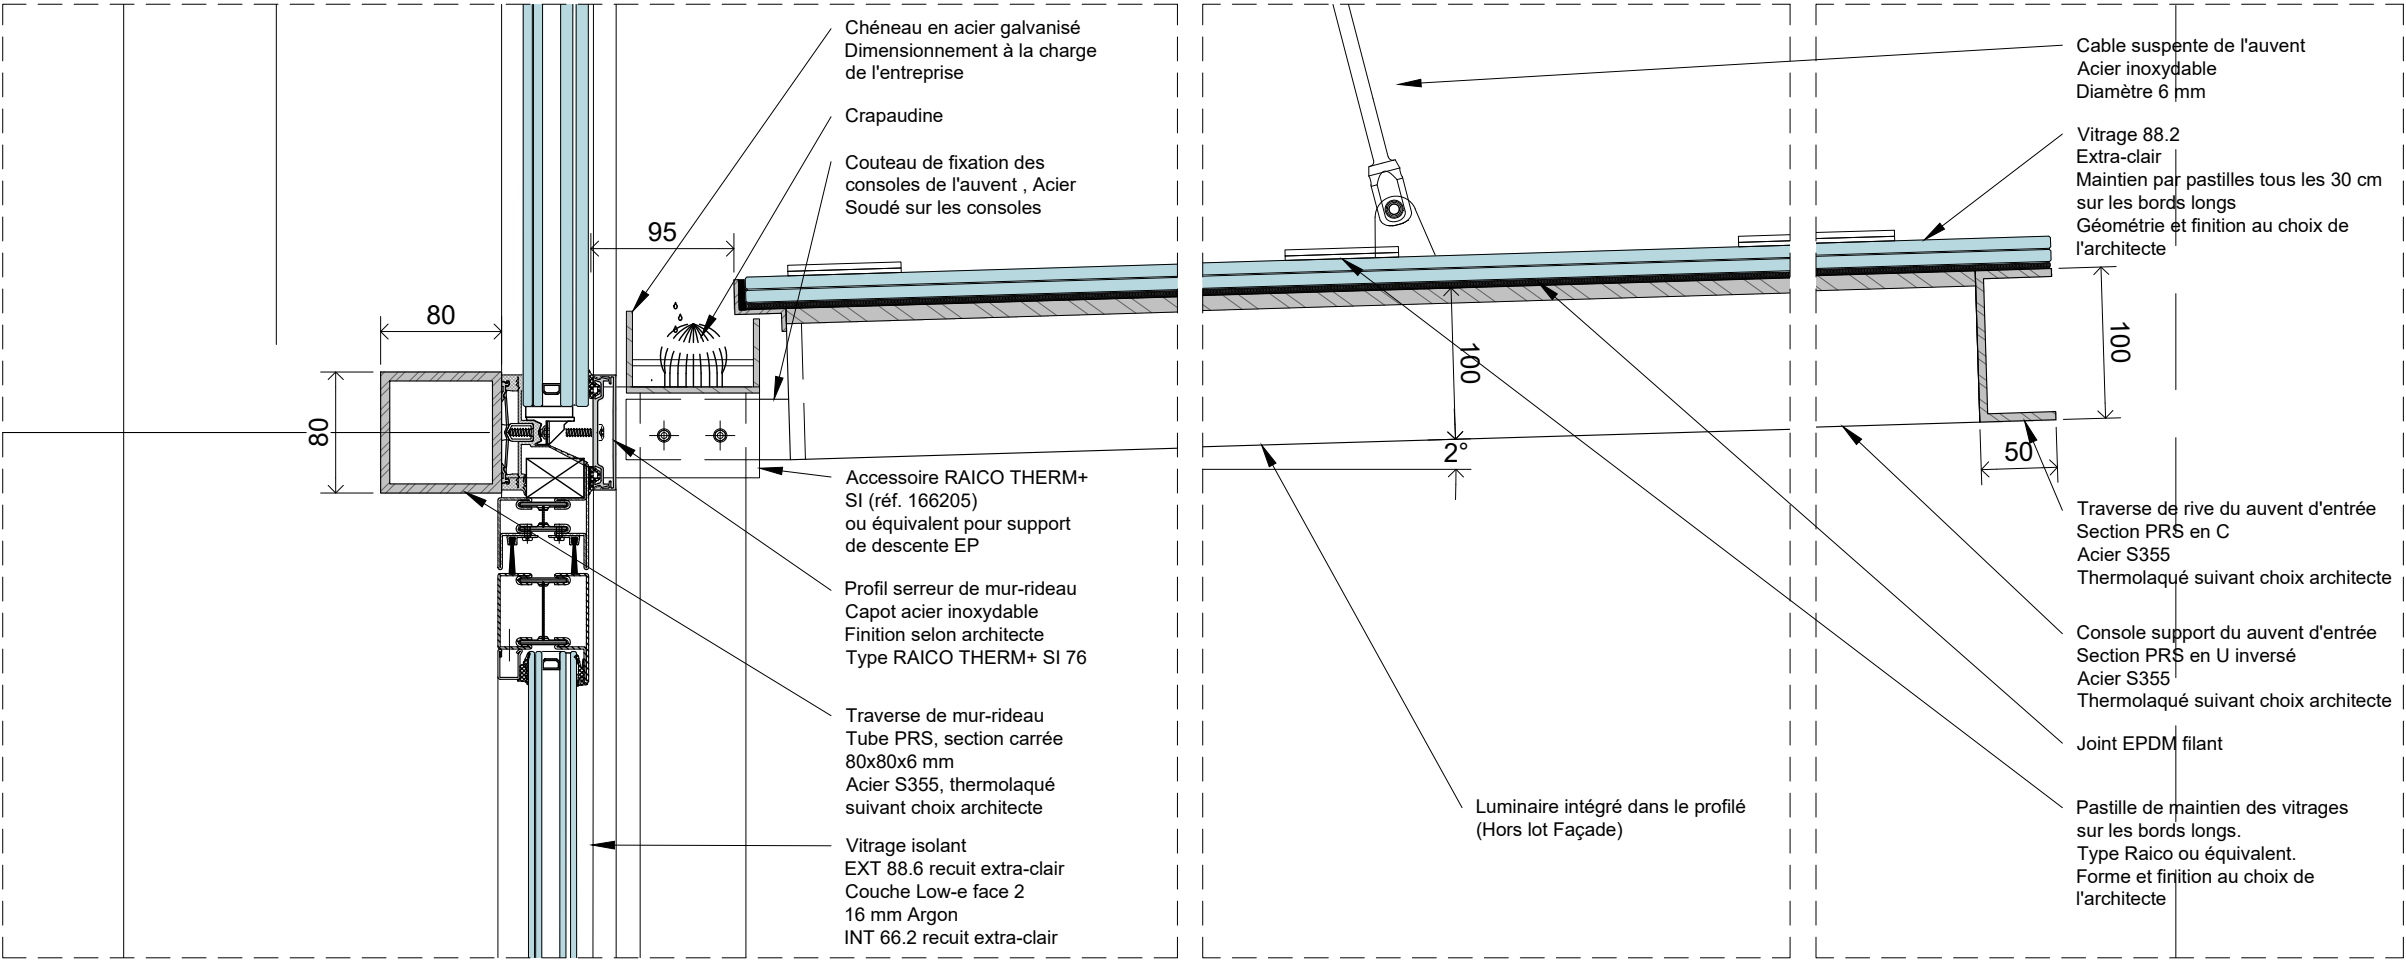 Chéneau en acier galvanisé
Dimensionnement à la charge
de l'entreprise
Crapaudine
Couteau de fixation des
consoles de l'auvent , Acier
Soudé sur les consoles
95
80
80
Accessoire RAICO THERM+
SI (réf. 166205)
ou équivalent pour support
de descente EP
Profil serreur de mur-rideau
Capot acier inoxydable
Finition selon architecte
Type RAICO THERM+ SI 76
Traverse de mur-rideau
Tube PRS, section carrée
80x80x6 mm
Acier S355, thermolaqué
suivant choix architecte
Vitrage isolant
EXT 88.6 recuit extra-clair
Couche Low-e face 2
16 mm Argon
INT 66.2 recuit extra-clair
100
2°
Luminaire intégré dans le profilé
(Hors lot Façade)
Cable suspente de l'auvent
Acier inoxydable
Diamètre 6 mm
Vitrage 88.2
Extra-clair
Maintien par pastilles tous les 30 cm
sur les bords longs
Géométrie et finition au choix de
l'architecte
100
50
Traverse de rive du auvent d'entrée
Section PRS en C
Acier S355
Thermolaqué suivant choix architecte
Console support du auvent d'entrée
Section PRS en U inversé
Acier S355
Thermolaqué suivant choix architecte
Joint EPDM filant
Pastille de maintien des vitrages
sur les bords longs.
Type Raico ou équivalent.
Forme et finition au choix de
l'architecte